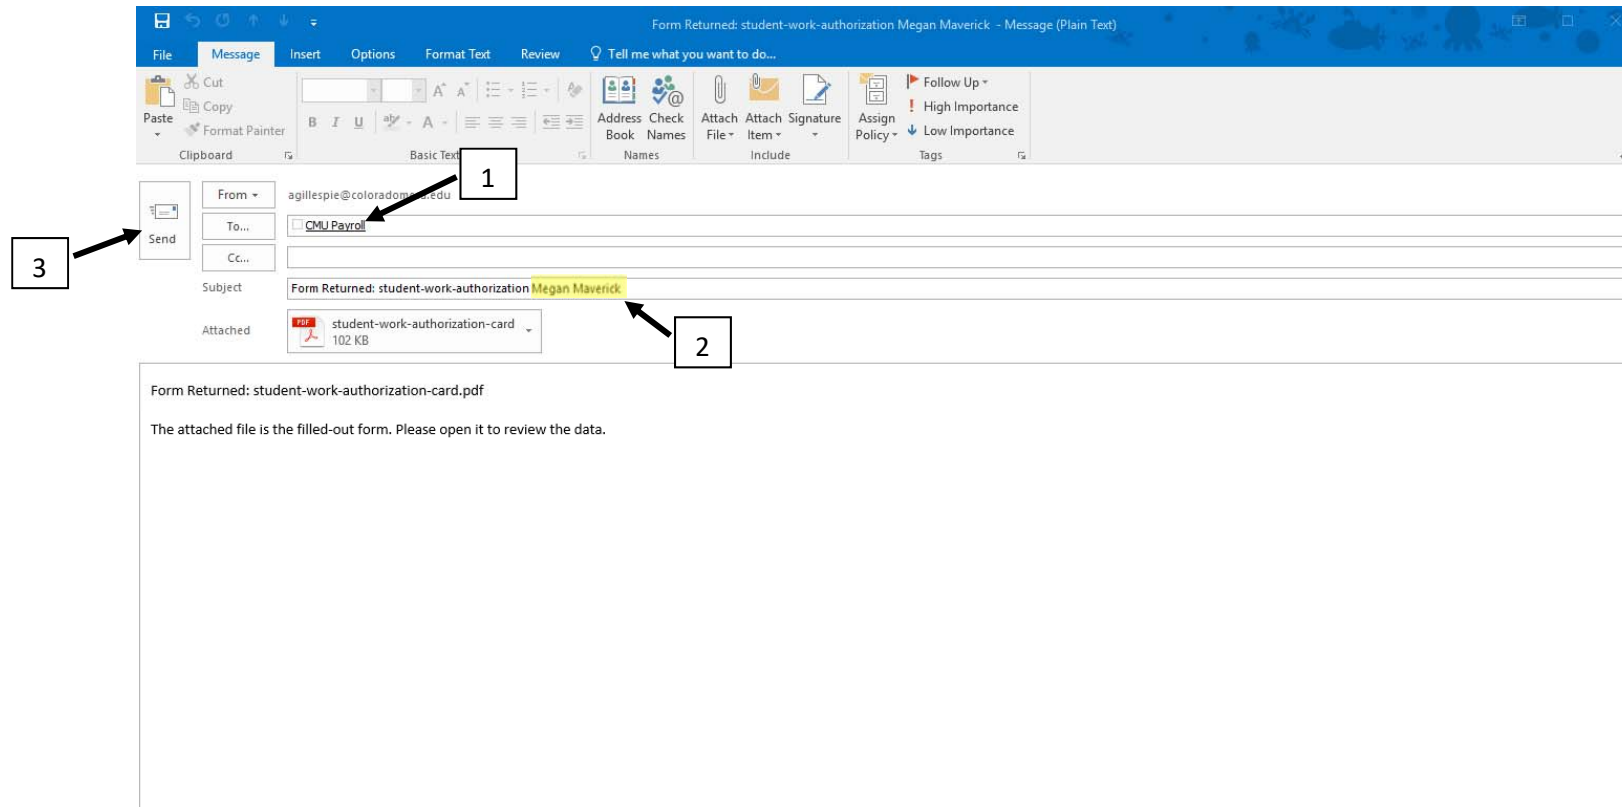 Form Returned: student-work-authorization Megan Maverick - Message (Plain Text)
File Message Insert Options Format Text Review Tell me what you want to do...
Paste
Cut
Copy
Format Painter
Clipboard
B I U
Basic Text
Address Book
Check Names
Names
Attach File
Attach Item
Signature
Include
Assign Policy
Follow Up
High Importance
Low Importance
Tags
1
From agillespie@coloradome
.edu
To... CMU Payroll
Send
Cc...
3
Subject Form Returned: student-work-authorization Megan Maverick
Attached PDF student-work-authorization-card
102 KB
2
Form Returned: student-work-authorization-card.pdf
The attached file is the filled-out form. Please open it to review the data.